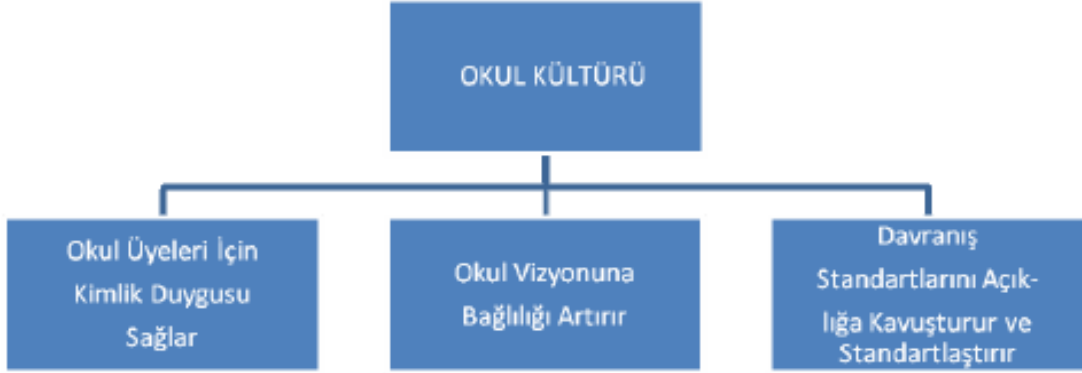 OKUL KÜLTÜRÜ
Okul Üyeleri İçin
Kimlik Duygusu
Sağlar
Okul Vizyonuna
Bağlılığı Artırır
Davranış
Standartlarını Açık-
lığa Kavuşturur ve
Standartlaştırır